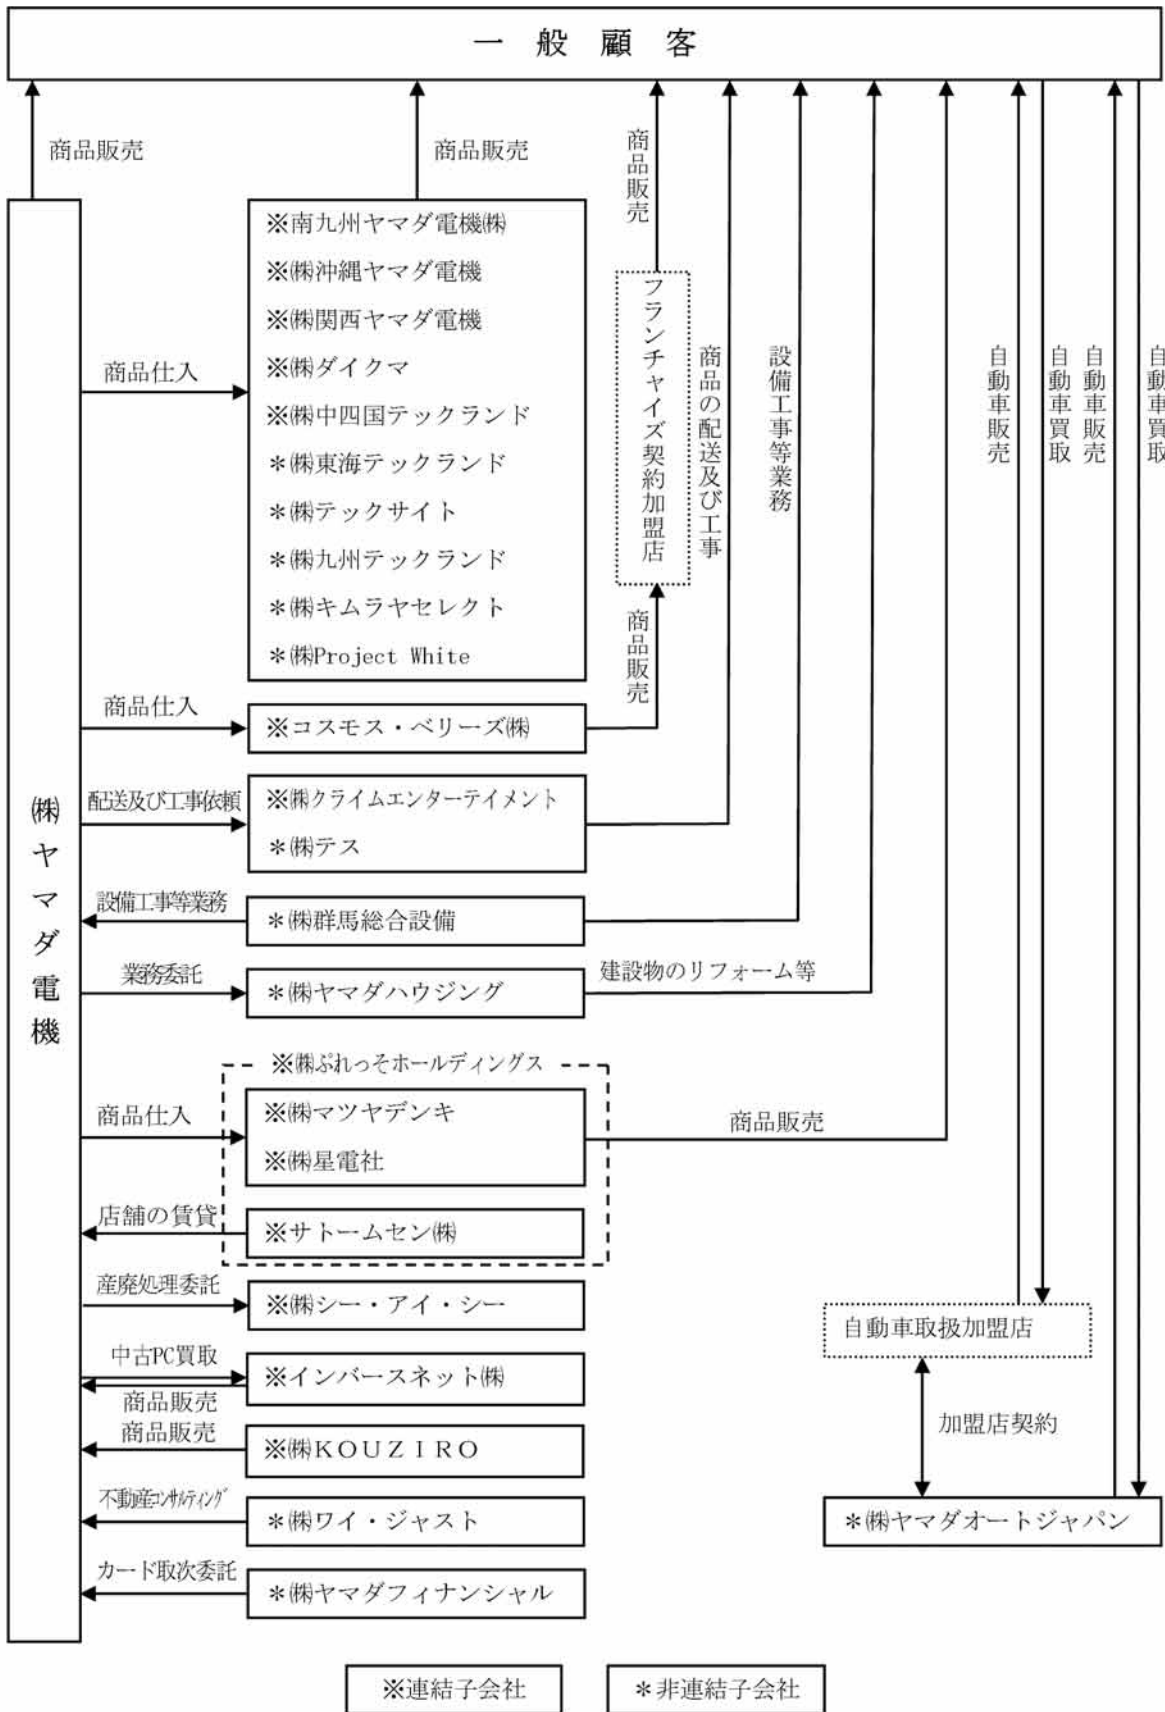 一般顧客
商品販売
商品販売
商品販売
※南九州ヤマダ電機㈱
※㈱沖縄ヤマダ電機
※㈱関西ヤマダ電機
※㈱ダイクマ
※㈱中四国テックランド
＊㈱東海テックランド
＊㈱テックサイト
＊㈱九州テックランド
＊㈱キムラヤセレクト
＊㈱Project White
商品仕入
フランチャイズ契約加盟店
商品の配送及び工事
設備工事等業務
自動車販売
自動車買取
自動車販売
自動車買取
商品販売
商品仕入
※コスモス・ベリーズ㈱
㈱ヤマダ電機
配送及び工事依頼
※㈱クライムエンターテイメント
＊㈱テス
設備工事等業務
＊㈱群馬総合設備
業務委託
＊㈱ヤマダハウジング
建設物のリフォーム等
※㈱ぷれっそホールディングス
商品仕入
※㈱マツヤデンキ
※㈱星電社
商品販売
店舗の賃貸
※サトームセン㈱
産廃処理委託
※㈱シー・アイ・シー
自動車取扱加盟店
中古PC買取
※インバースネット㈱
商品販売
商品販売
※㈱ＫＯＵＺＩＲＯ
加盟店契約
不動産ｺﾝｻﾙﾃｨﾝｸﾞ
＊㈱ワイ・ジャスト
＊㈱ヤマダオートジャパン
カード取次委託
＊㈱ヤマダフィナンシャル
※連結子会社
＊非連結子会社